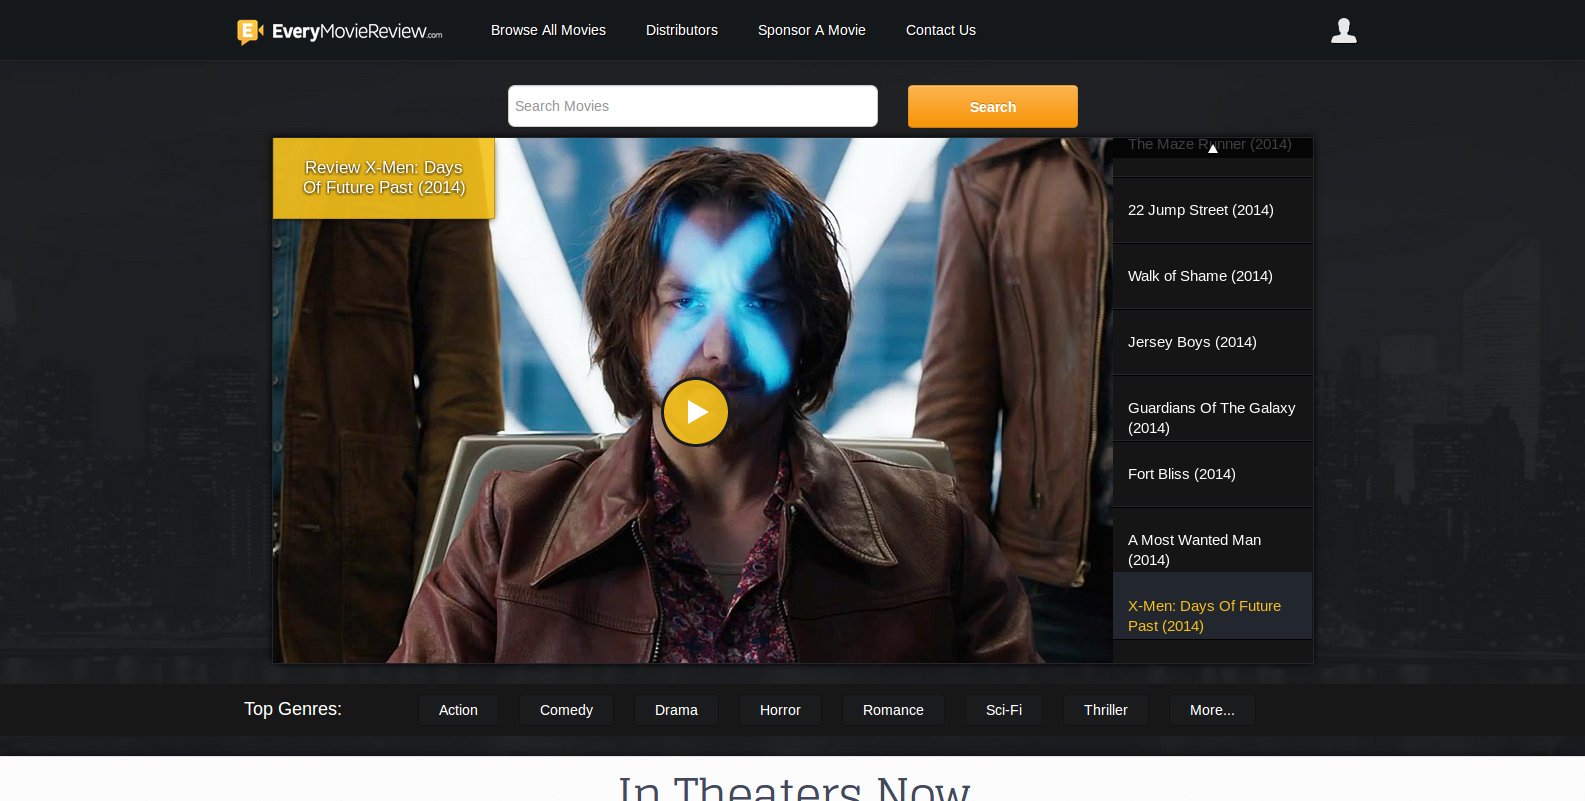 EveryMovieReview.com
Browse All Movies
Distributors
Sponsor A Movie
Contact Us
Search Movies
Search
Review X-Men: Days
Of Future Past (2014)
The Maze Runner (2014)
22 Jump Street (2014)
Walk of Shame (2014)
Jersey Boys (2014)
Guardians Of The Galaxy
(2014)
Fort Bliss (2014)
A Most Wanted Man
(2014)
X-Men: Days Of Future
Past (2014)
Top Genres:
Action
Comedy
Drama
Horror
Romance
Sci-Fi
Thriller
More...
In Theaters Now